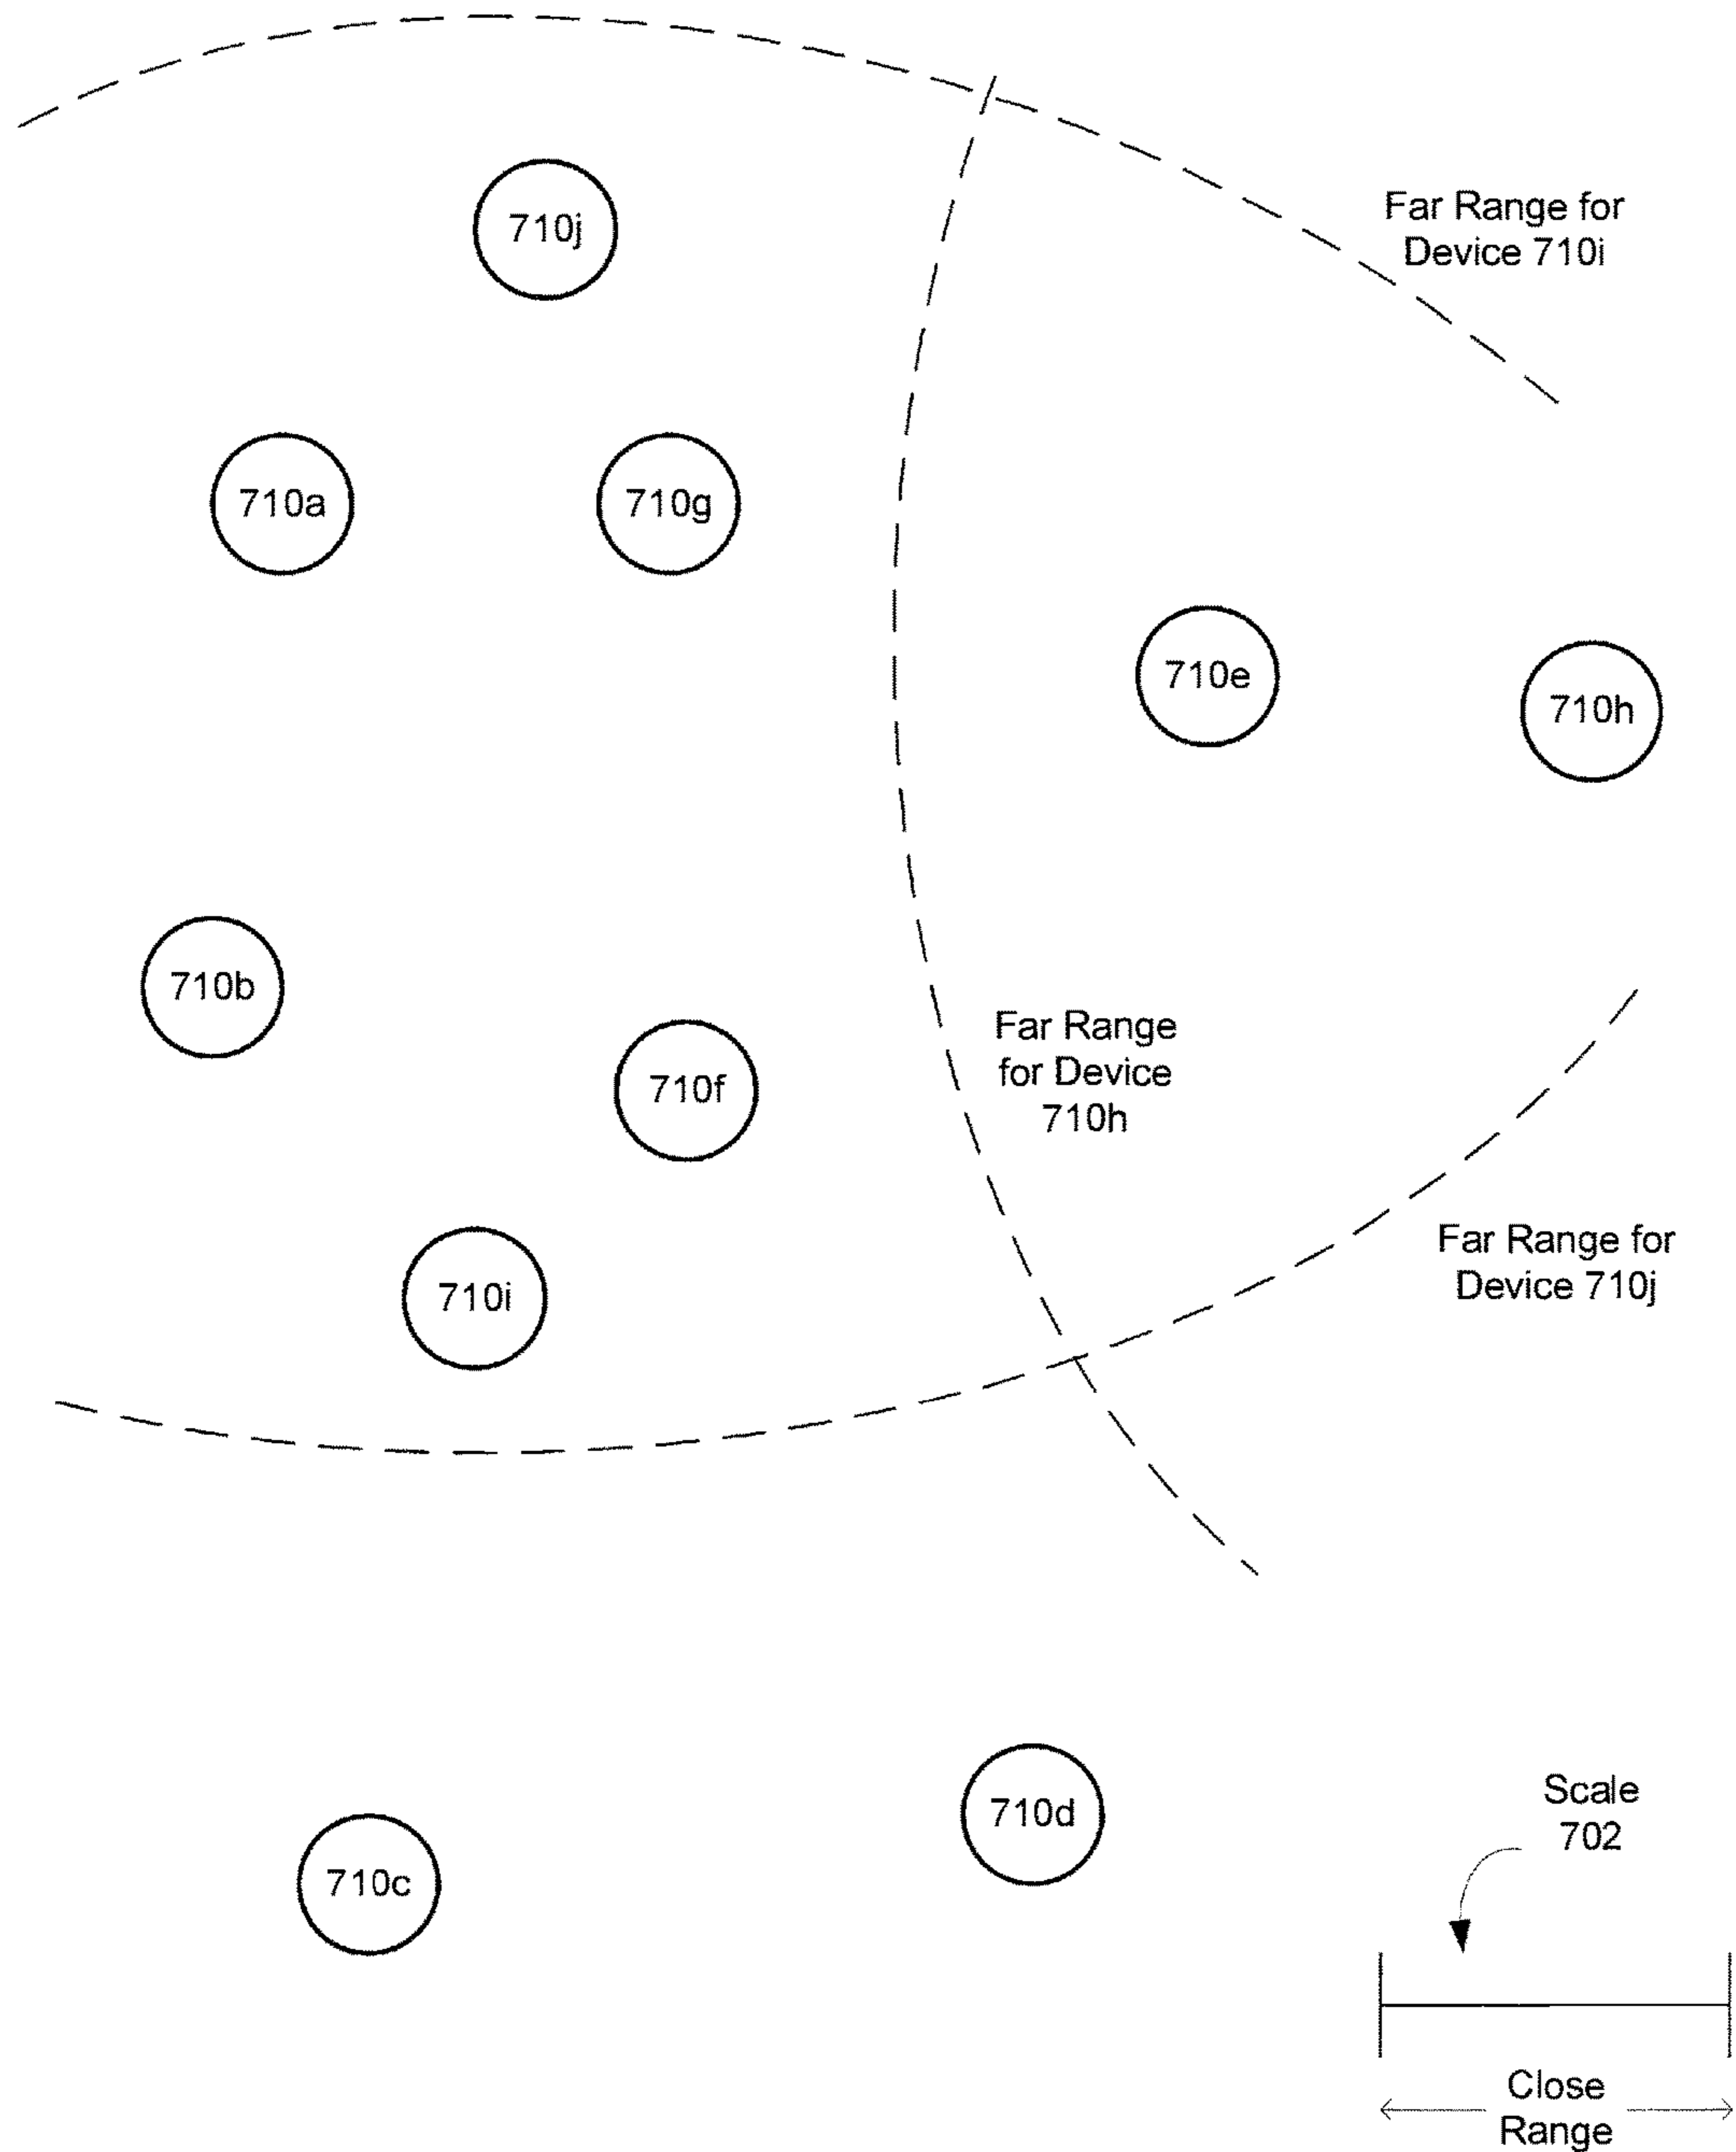 710j
Far Range for
Device 710i
710a
710g
710e
710h
710b
Far Range
for Device
710h
710f
Far Range for
Device 710j
710i
Scale
702
710d
710c
Close
Range